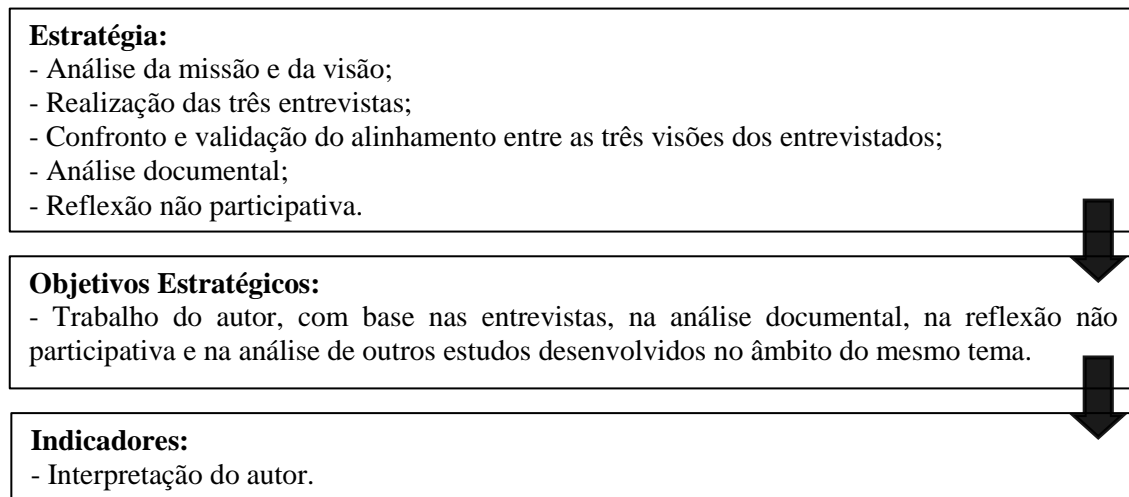 Estratégia:
- Análise da missão e da visão;
- Realização das três entrevistas;
- Confronto e validação do alinhamento entre as três visões dos entrevistados;
- Análise documental;
- Reflexão não participativa.
Objetivos Estratégicos:
- Trabalho do autor, com base nas entrevistas, na análise documental, na reflexão não
participativa e na análise de outros estudos desenvolvidos no âmbito do mesmo tema.
Indicadores:
- Interpretação do autor.